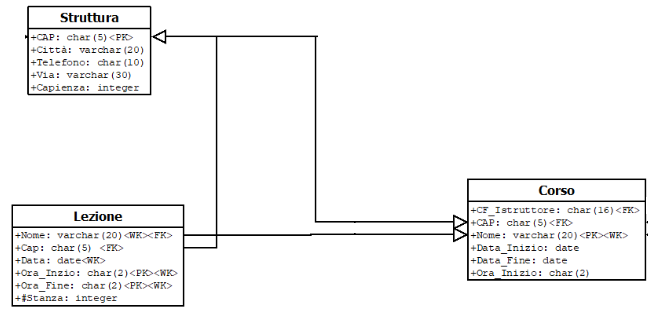 Struttura
+CAP: char(5)<PK>
+Città: varchar(20)
+Telefono: char(10)
+Via: varchar(30)
+Capienza: integer
Lezione
+Nome: varchar(20)<WK><FK>
+Cap: char(5) <FK>
+Data: date<WK>
+Ora_Inzio: char(2)<PK><WK>
+Ora_Fine: char(2)<PK><WK>
+#Stanza: integer
Corso
+CF_Istruttore: char(16)<FK>
+CAP: char(5)<FK>
+Nome: varchar(20)<PK><WK>
+Data_Inizio: date
+Data_Fine: date
+Ora_Inizio: char(2)